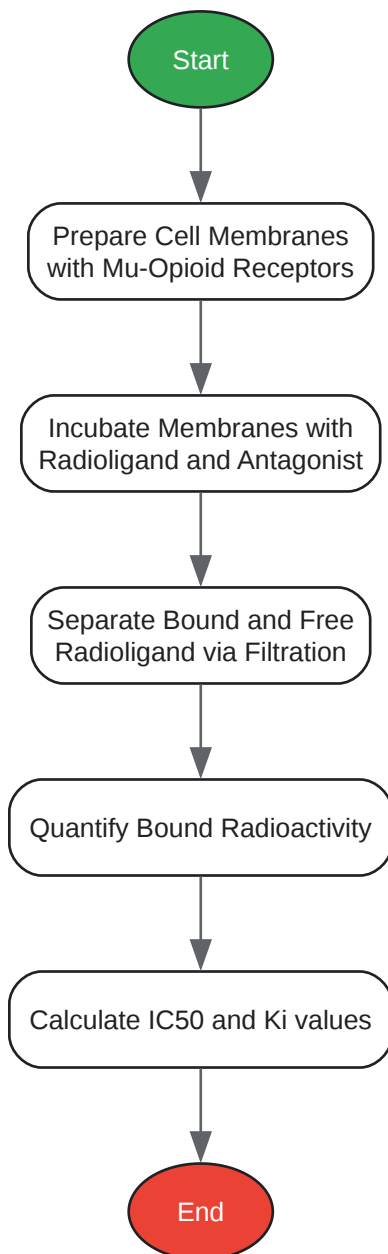 Start
Prepare Cell Membranes
with Mu-Opioid Receptors
Incubate Membranes with
Radioligand and Antagonist
Separate Bound and Free
Radioligand via Filtration
Quantify Bound Radioactivity
Calculate IC50 and Ki values
End